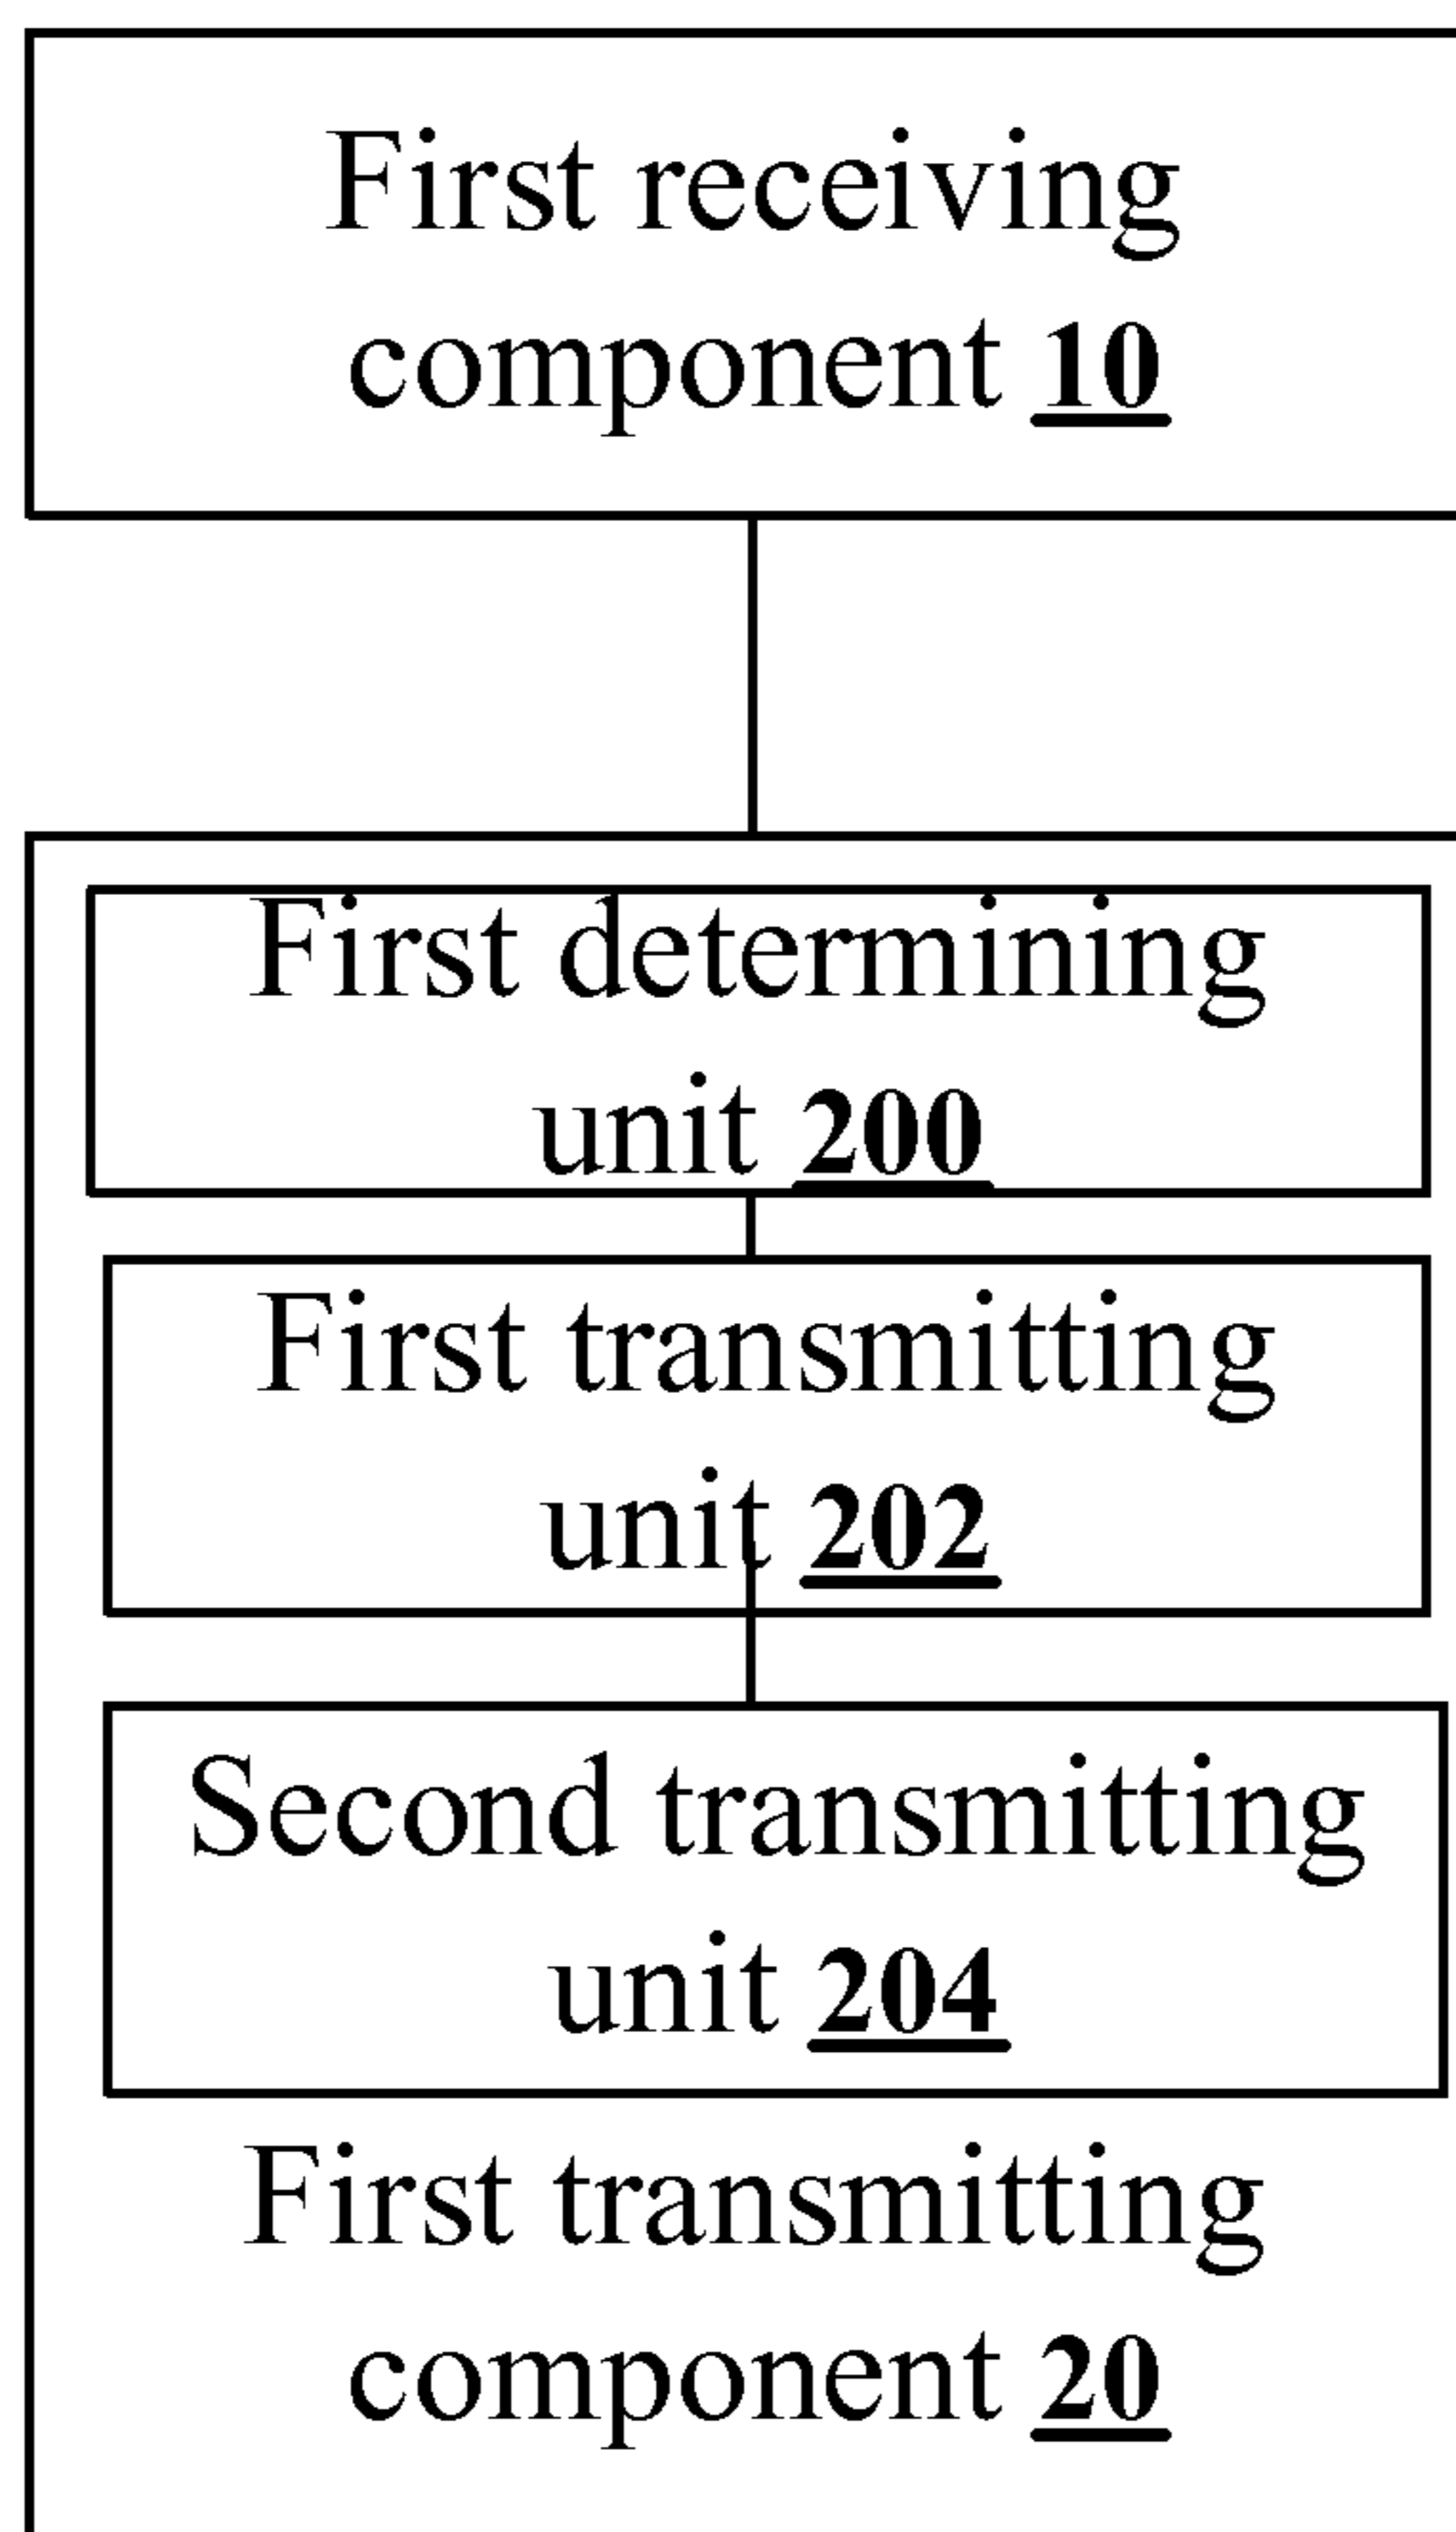 First receiving
component 10
First determining
unit 200
First transmitting
unit 202
Second transmitting
unit 204
First transmitting
component 20